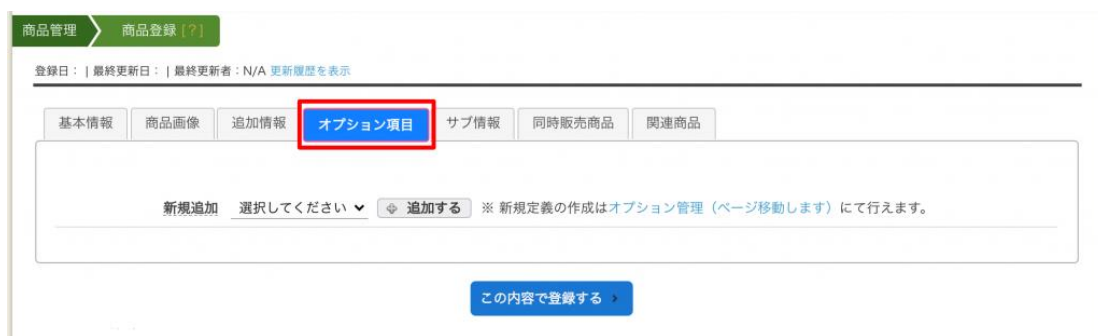 商品管理 商品登録 [?]
登録日： | 最終更新日： | 最終更新者：N/A 更新履歴を表示
基本情報 商品画像 追加情報 オプション項目 サブ情報 同時販売商品 関連商品
新規追加 選択してください 追加する ※ 新規定義の作成はオプション管理（ページ移動します）にて行えます。
この内容で登録する